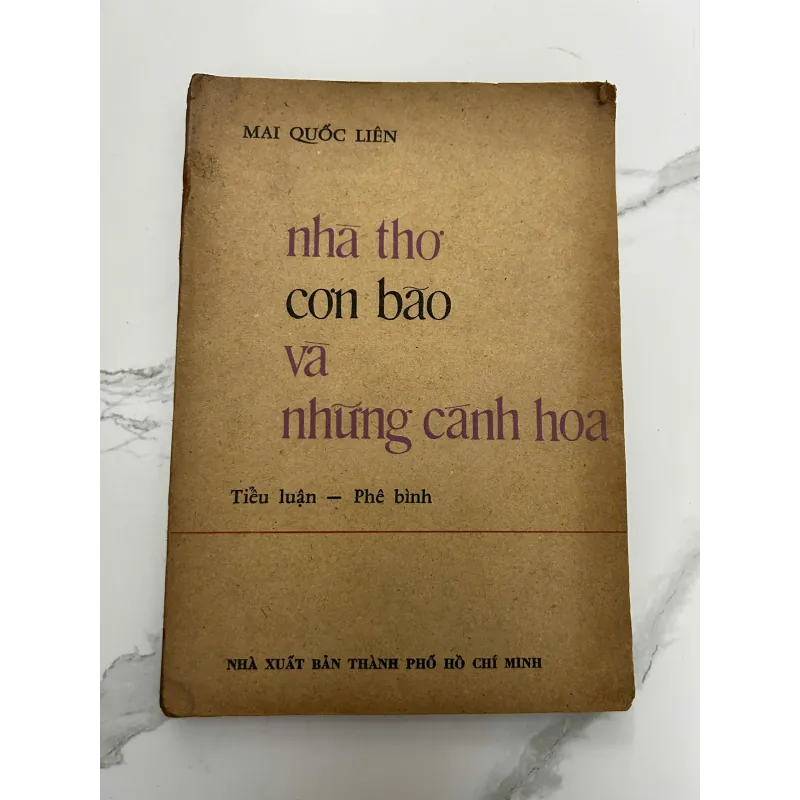 MAI QUỐC LIÊN
nhà thơ
cơn bão
và
những cánh hoa
Tiểu luận — Phê bình
NHÀ XUẤT BẢN THÀNH PHỐ HỒ CHÍ MINH